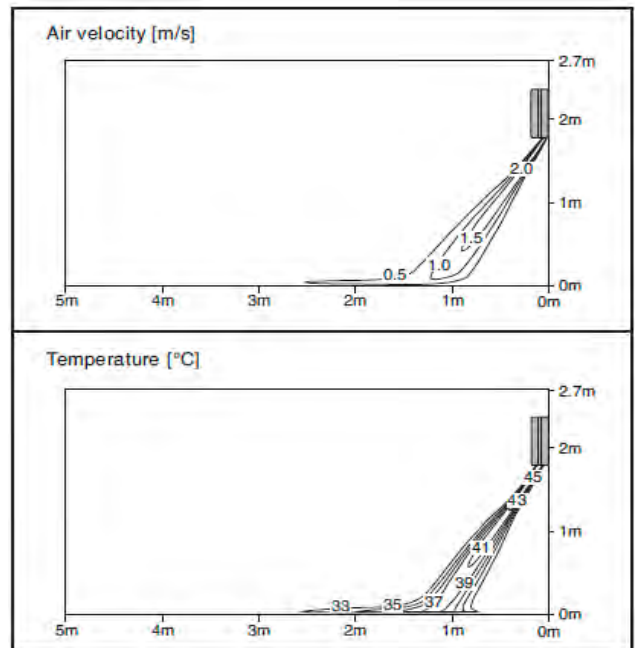 Air velocity [m/s]
2.7m
2m
2.0
1m
1.5
1.0
0.5
0m
5m 4m 3m 2m 1m 0m
Temperature [°C]
2.7m
2m
45
43
1m
41
39
33 35 37
0m
5m 4m 3m 2m 1m 0m